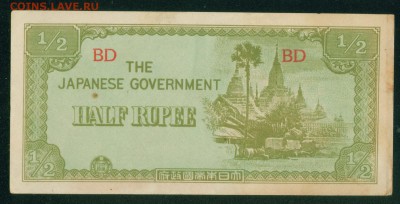 COINS.LAVE.RU
1/2 1/2
BD BD
THE
JAPANESE GOVERNMENT
HALF RUPEE
1/2 1/2
大日本帝國政府